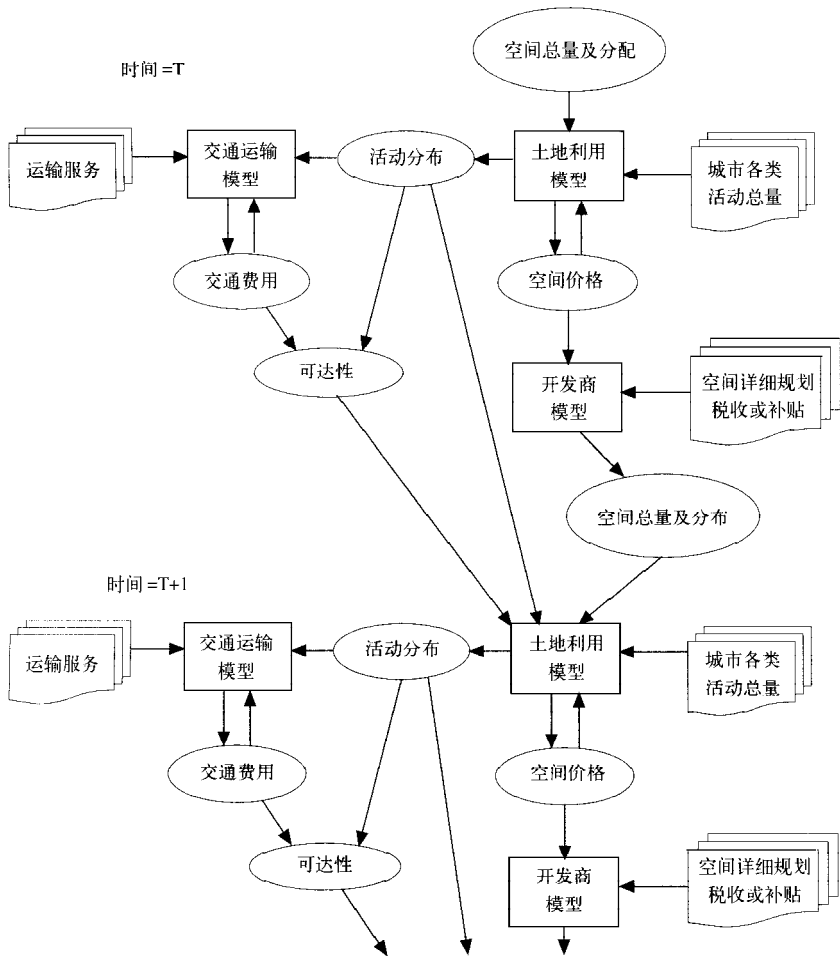 空间总量及分配
时间=T
运输服务
交通运输
模型
活动分布
土地利用
模型
城市各类
活动总量
交通费用
空间价格
可达性
开发商
模型
空间详细规划
税收或补贴
空间总量及分布
时间=T+1
运输服务
交通运输
模型
活动分布
土地利用
模型
城市各类
活动总量
交通费用
空间价格
可达性
开发商
模型
空间详细规划
税收或补贴